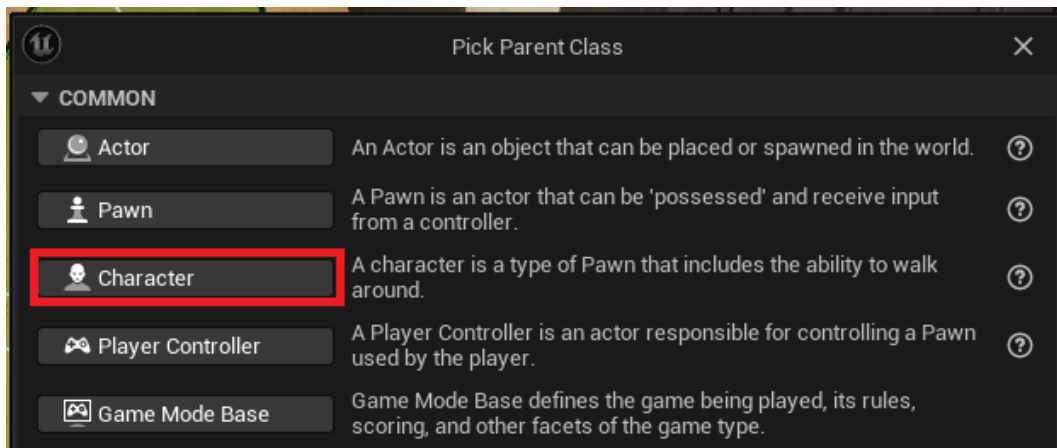 Pick Parent Class
COMMON
Actor
An Actor is an object that can be placed or spawned in the world.
Pawn
A Pawn is an actor that can be 'possessed' and receive input
from a controller.
Character
A character is a type of Pawn that includes the ability to walk
around.
Player Controller
A Player Controller is an actor responsible for controlling a Pawn
used by the player.
Game Mode Base
Game Mode Base defines the game being played, its rules,
scoring, and other facets of the game type.